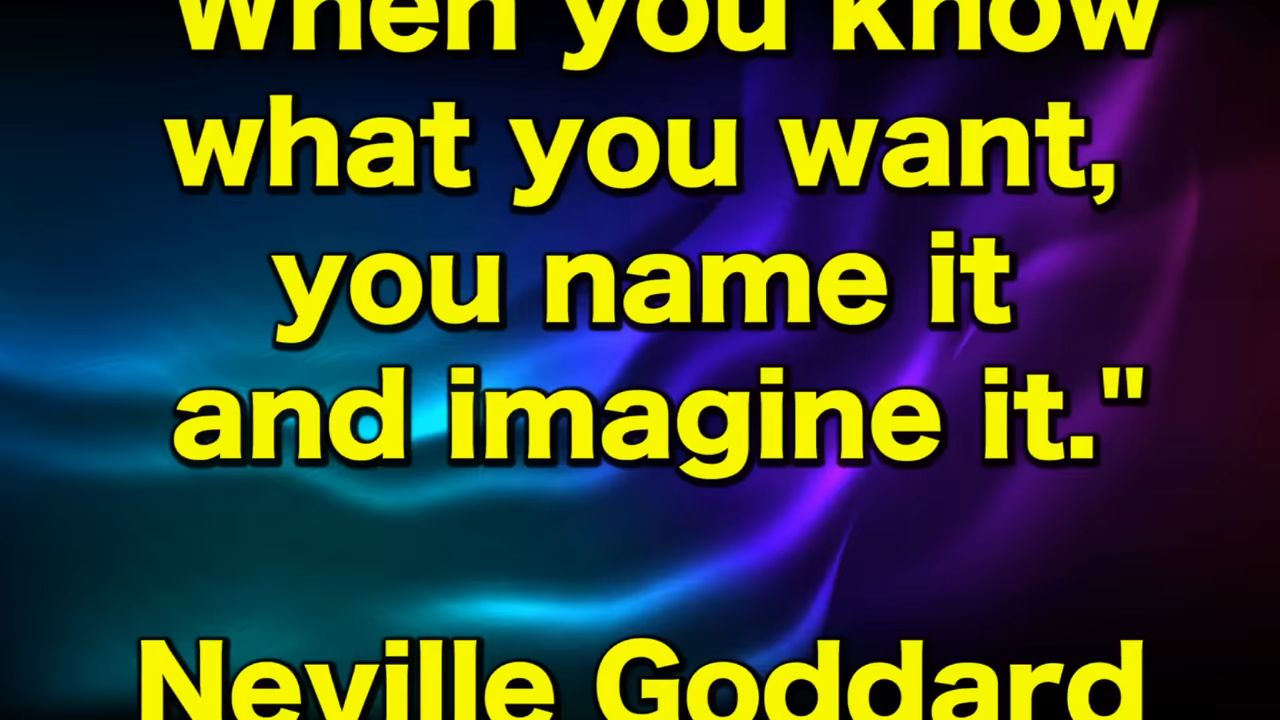 When you know
what you want,
you name it
and imagine it."
Neville Goddard